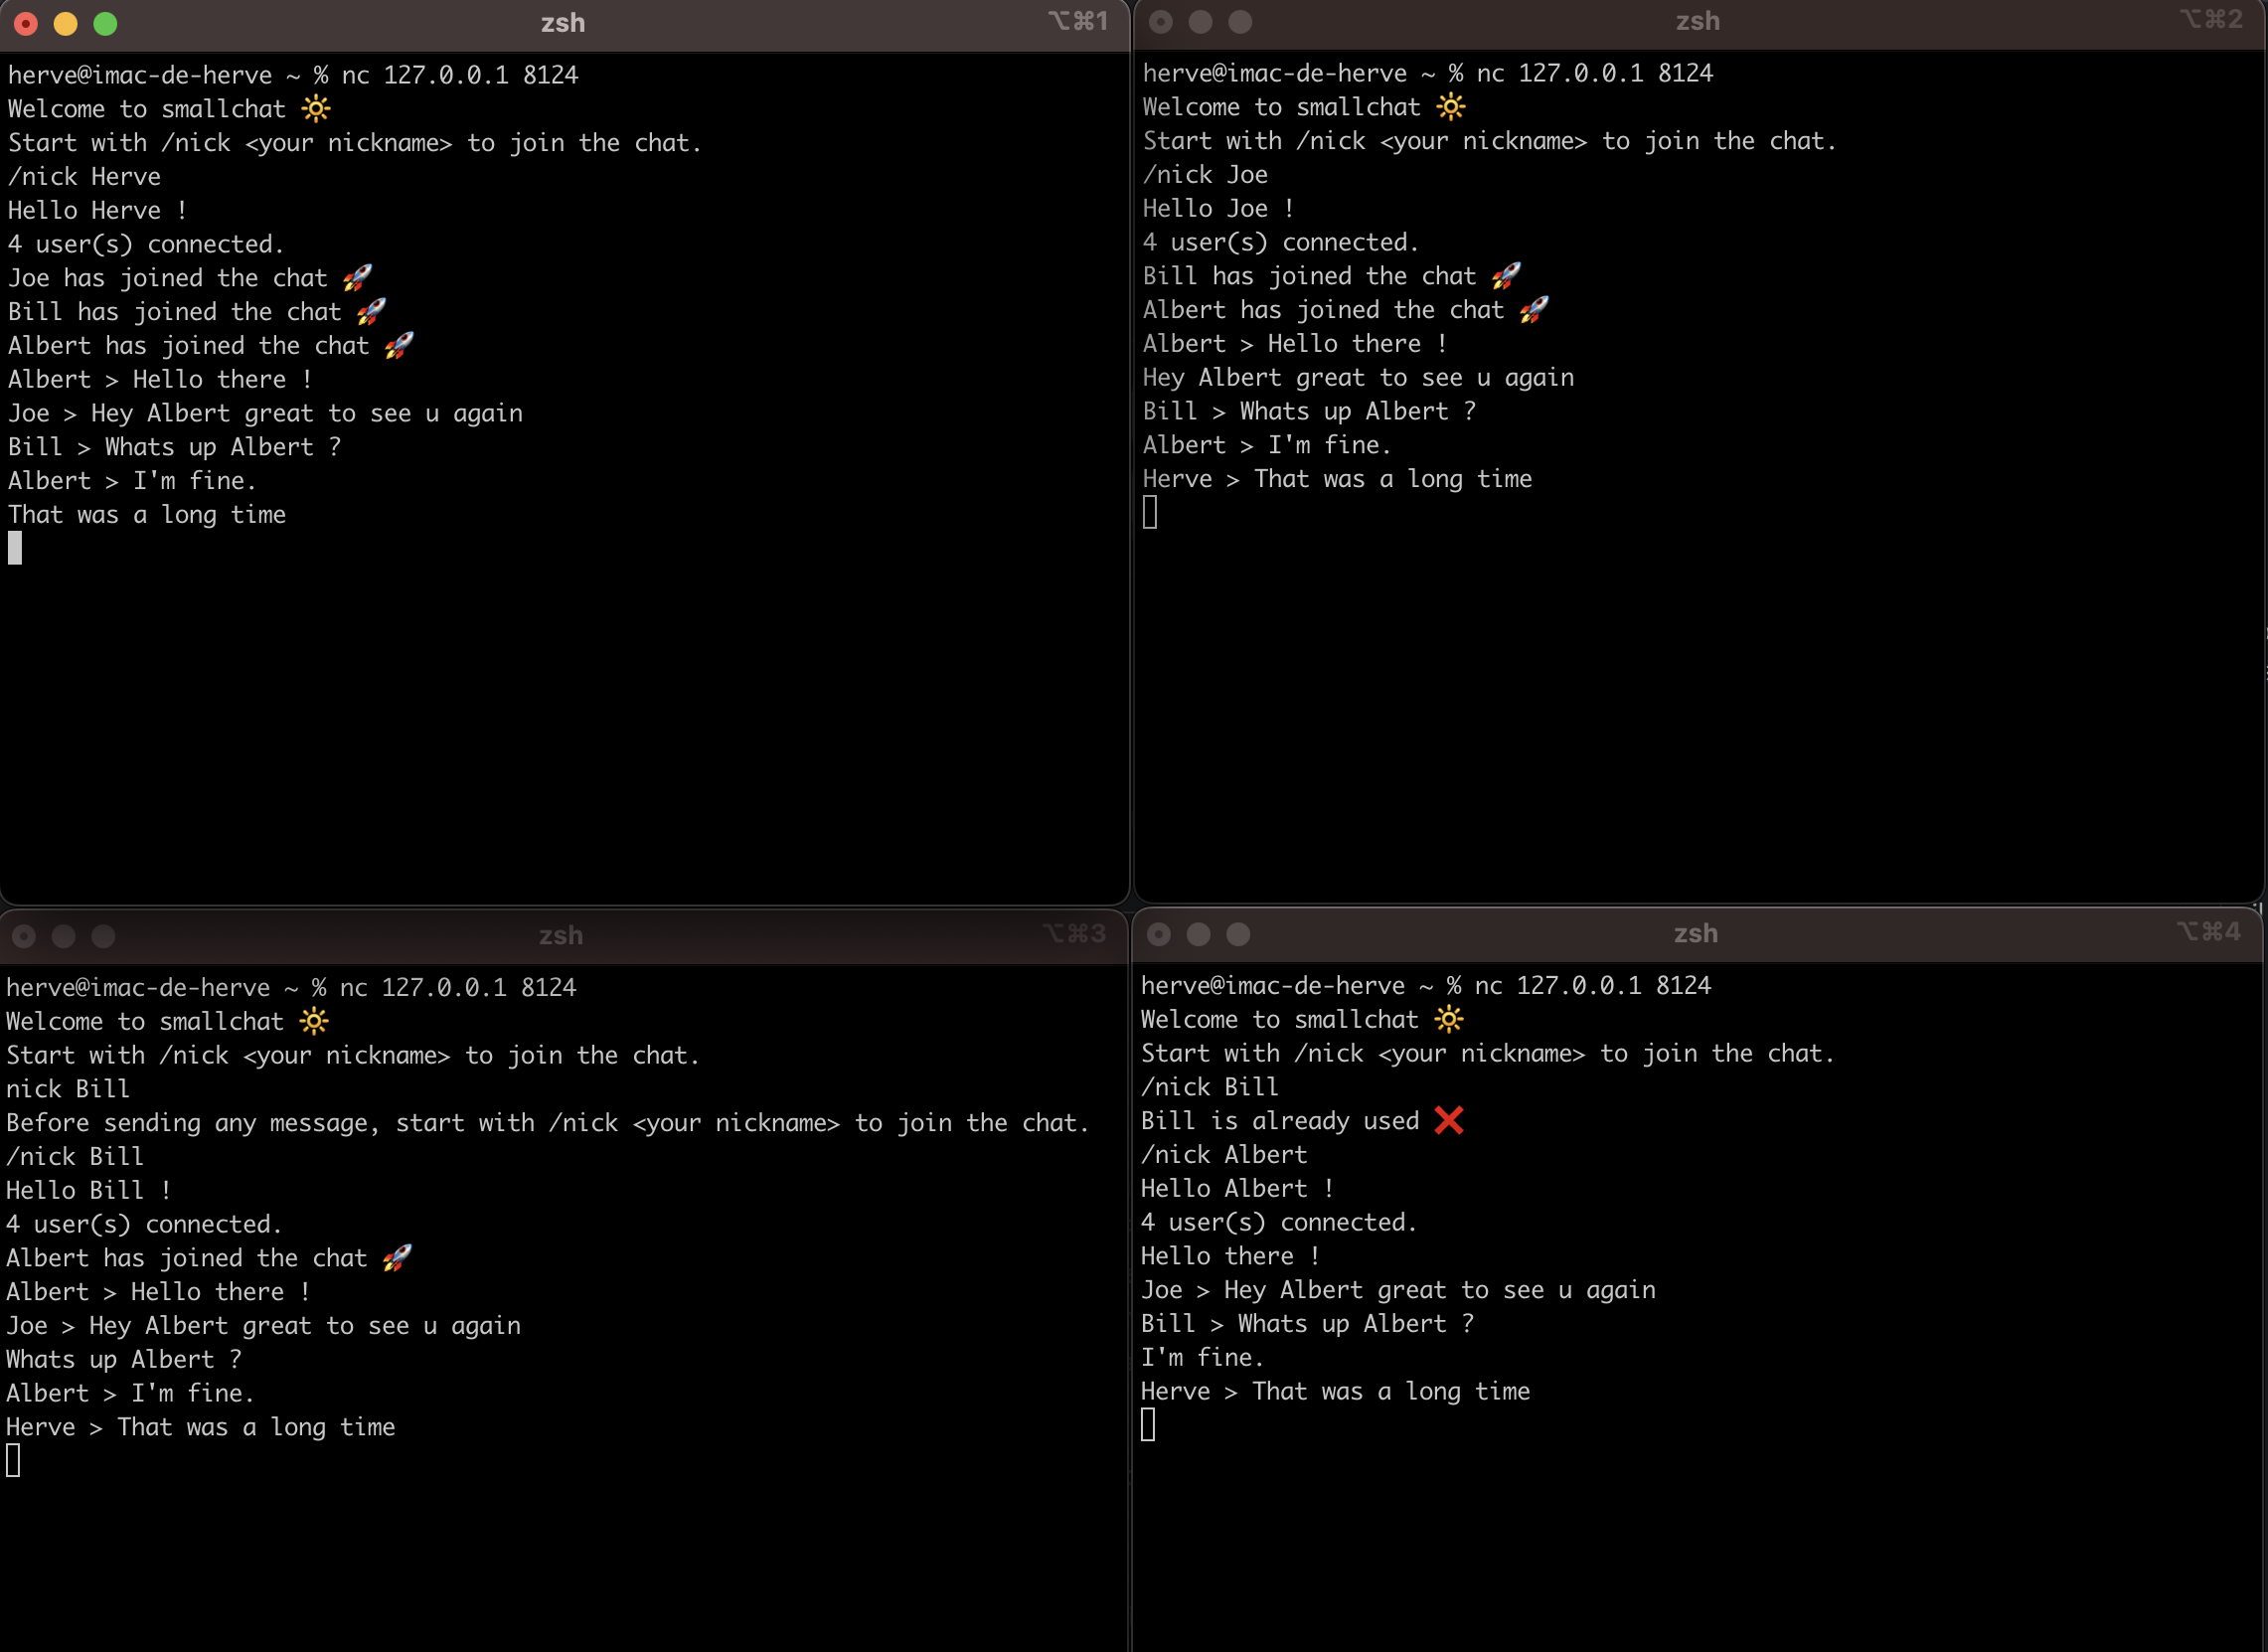 zsh ⌥⌘1
herve@imac-de-herve ~ % nc 127.0.0.1 8124
Welcome to smallchat 🔆
Start with /nick <your nickname> to join the chat.
/nick Herve
Hello Herve !
4 user(s) connected.
Joe has joined the chat 🚀
Bill has joined the chat 🚀
Albert has joined the chat 🚀
Albert > Hello there !
Joe > Hey Albert great to see u again
Bill > Whats up Albert ?
Albert > I'm fine.
That was a long time
zsh ⌥⌘2
herve@imac-de-herve ~ % nc 127.0.0.1 8124
Welcome to smallchat 🔆
Start with /nick <your nickname> to join the chat.
/nick Joe
Hello Joe !
4 user(s) connected.
Bill has joined the chat 🚀
Albert has joined the chat 🚀
Albert > Hello there !
Hey Albert great to see u again
Bill > Whats up Albert ?
Albert > I'm fine.
Herve > That was a long time
zsh ⌥⌘3
herve@imac-de-herve ~ % nc 127.0.0.1 8124
Welcome to smallchat 🔆
Start with /nick <your nickname> to join the chat.
nick Bill
Before sending any message, start with /nick <your nickname> to join the chat.
/nick Bill
Hello Bill !
4 user(s) connected.
Albert has joined the chat 🚀
Albert > Hello there !
Joe > Hey Albert great to see u again
Whats up Albert ?
Albert > I'm fine.
Herve > That was a long time
zsh ⌥⌘4
herve@imac-de-herve ~ % nc 127.0.0.1 8124
Welcome to smallchat 🔆
Start with /nick <your nickname> to join the chat.
/nick Bill
Bill is already used ❌
/nick Albert
Hello Albert !
4 user(s) connected.
Hello there !
Joe > Hey Albert great to see u again
Bill > Whats up Albert ?
I'm fine.
Herve > That was a long time